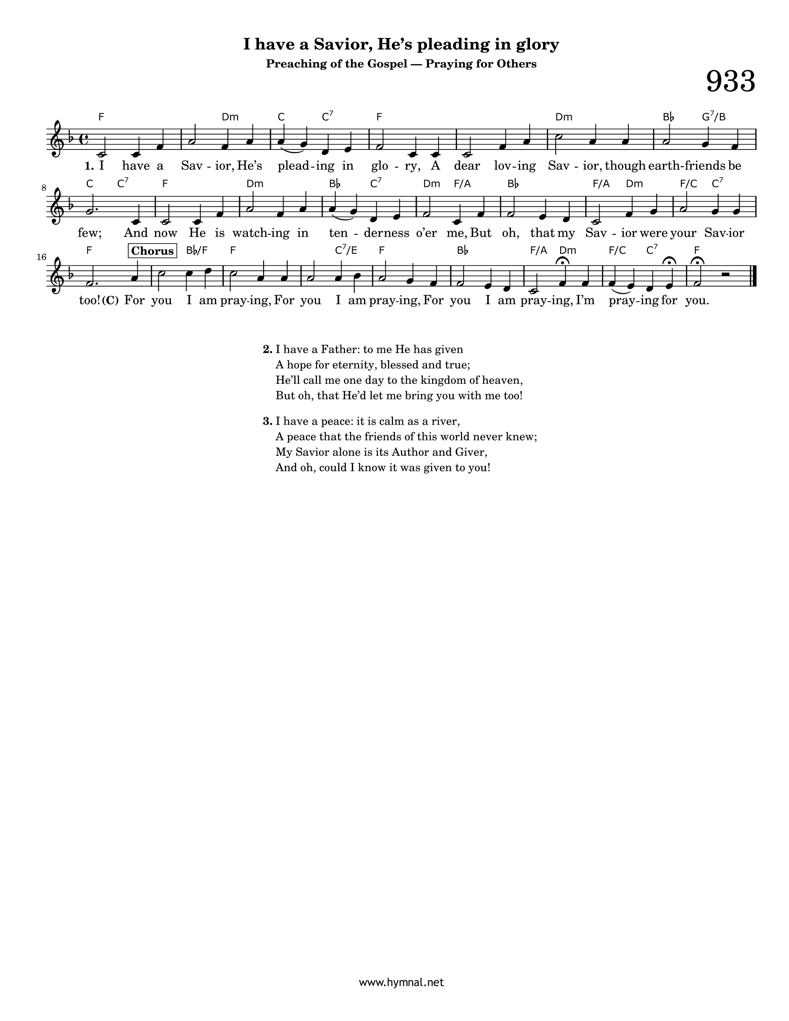 I have a Savior, He's pleading in glory
Preaching of the Gospel — Praying for Others
933
F Dm C C7 F Dm B♭ G7/B
1. I have a Sav - ior, He's plead-ing in glo - ry, A dear lov-ing Sav - ior, though earth-friends be
8 C C7 F Dm B♭ C7 Dm F/A B♭ F/A Dm F/C C7
few; And now He is watch-ing in ten - derness o'er me, But oh, that my Sav - ior were your Sav-ior
16 F Chorus B♭/F F C7/E F B♭ F/A Dm F/C C7 F
too! (C) For you I am pray-ing, For you I am pray-ing, For you I am pray-ing, I'm pray-ing for you.
2. I have a Father: to me He has given
A hope for eternity, blessed and true;
He'll call me one day to the kingdom of heaven,
But oh, that He'd let me bring you with me too!
3. I have a peace: it is calm as a river,
A peace that the friends of this world never knew;
My Savior alone is its Author and Giver,
And oh, could I know it was given to you!
www.hymnal.net